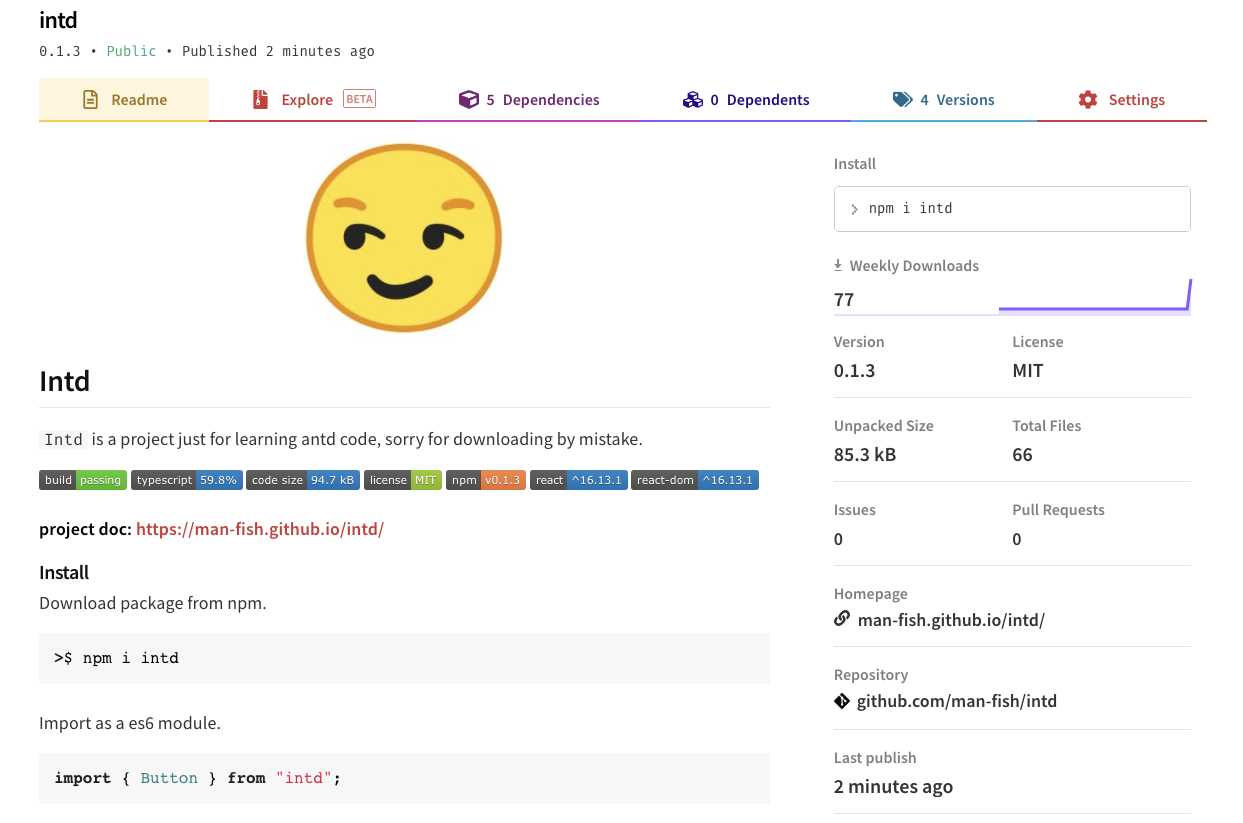 intd
0.1.3 • Public • Published 2 minutes ago
Readme
Explore BETA
5 Dependencies
0 Dependents
4 Versions
Settings
Intd
Intd is a project just for learning antd code, sorry for downloading by mistake.
build passing typescript 59.8% code size 94.7 kB license MIT npm v0.1.3 react ^16.13.1 react-dom ^16.13.1
project doc: https://man-fish.github.io/intd/
Install
Download package from npm.
>$ npm i intd
Import as a es6 module.
import { Button } from "intd";
Install
npm i intd
Weekly Downloads
77
Version
0.1.3
License
MIT
Unpacked Size
85.3 kB
Total Files
66
Issues
0
Pull Requests
0
Homepage
man-fish.github.io/intd/
Repository
github.com/man-fish/intd
Last publish
2 minutes ago